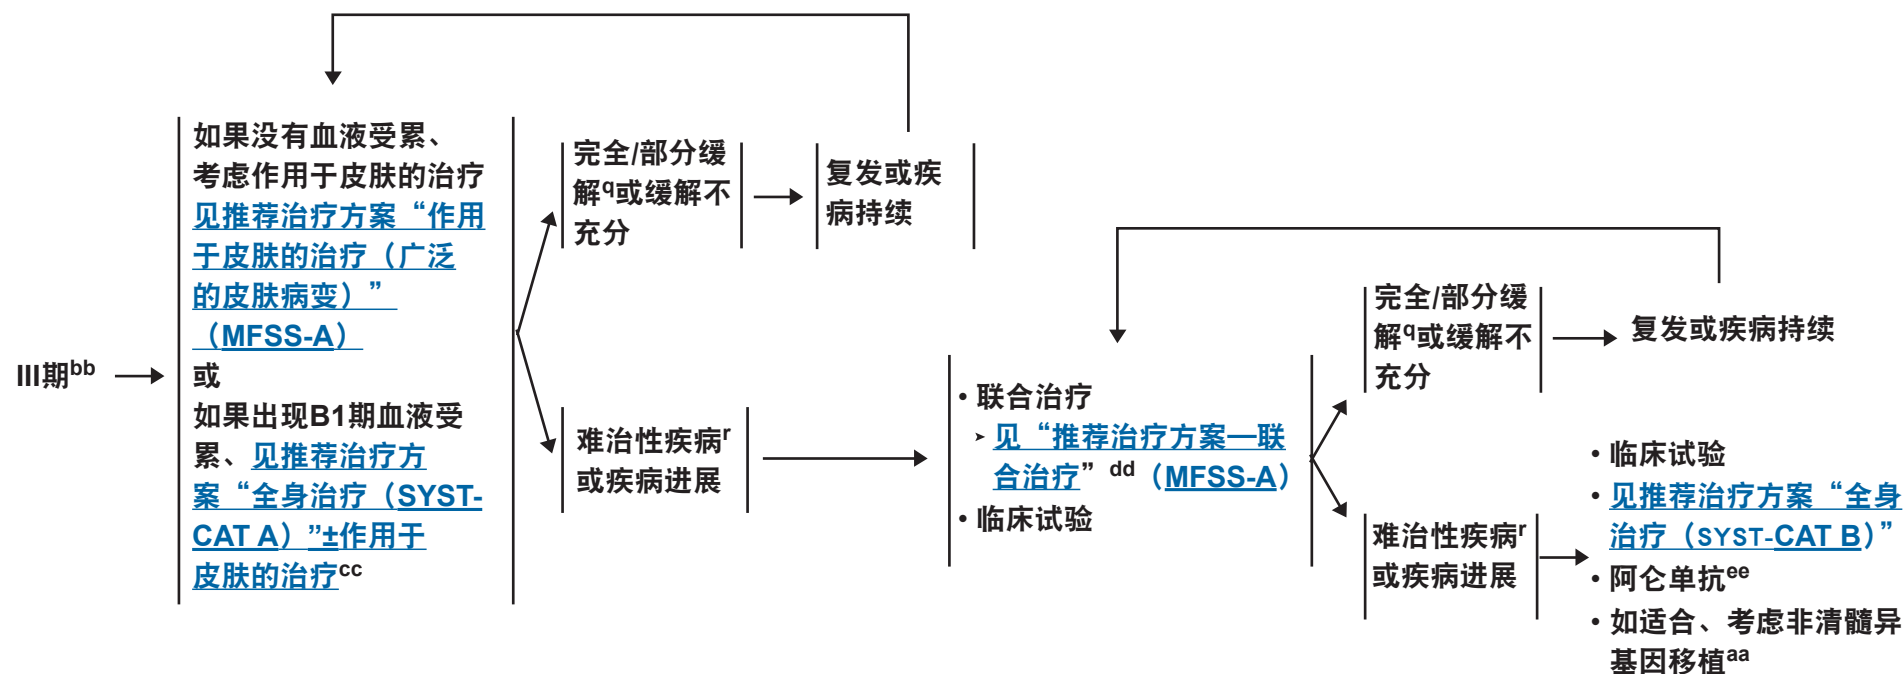 III期bb
如果没有血液受累、
考虑作用于皮肤的治疗
见推荐治疗方案“作用
于皮肤的治疗（广泛
的皮肤病变）”
（MFSS-A）
或
如果出现B1期血液受
累、见推荐治疗方
案“全身治疗（SYST-
CAT A）”±作用于
皮肤的治疗cc
完全/部分缓
解q或缓解不
充分
复发或疾
病持续
难治性疾病r
或疾病进展
• 联合治疗
➢ 见“推荐治疗方案—联
合治疗”dd（MFSS-A）
• 临床试验
完全/部分缓
解q或缓解不
充分
复发或疾病持续
难治性疾病r
或疾病进展
• 临床试验
• 见推荐治疗方案“全身
治疗（SYST-CAT B）”
• 阿仑单抗ee
• 如适合、考虑非清髓异
基因移植aa